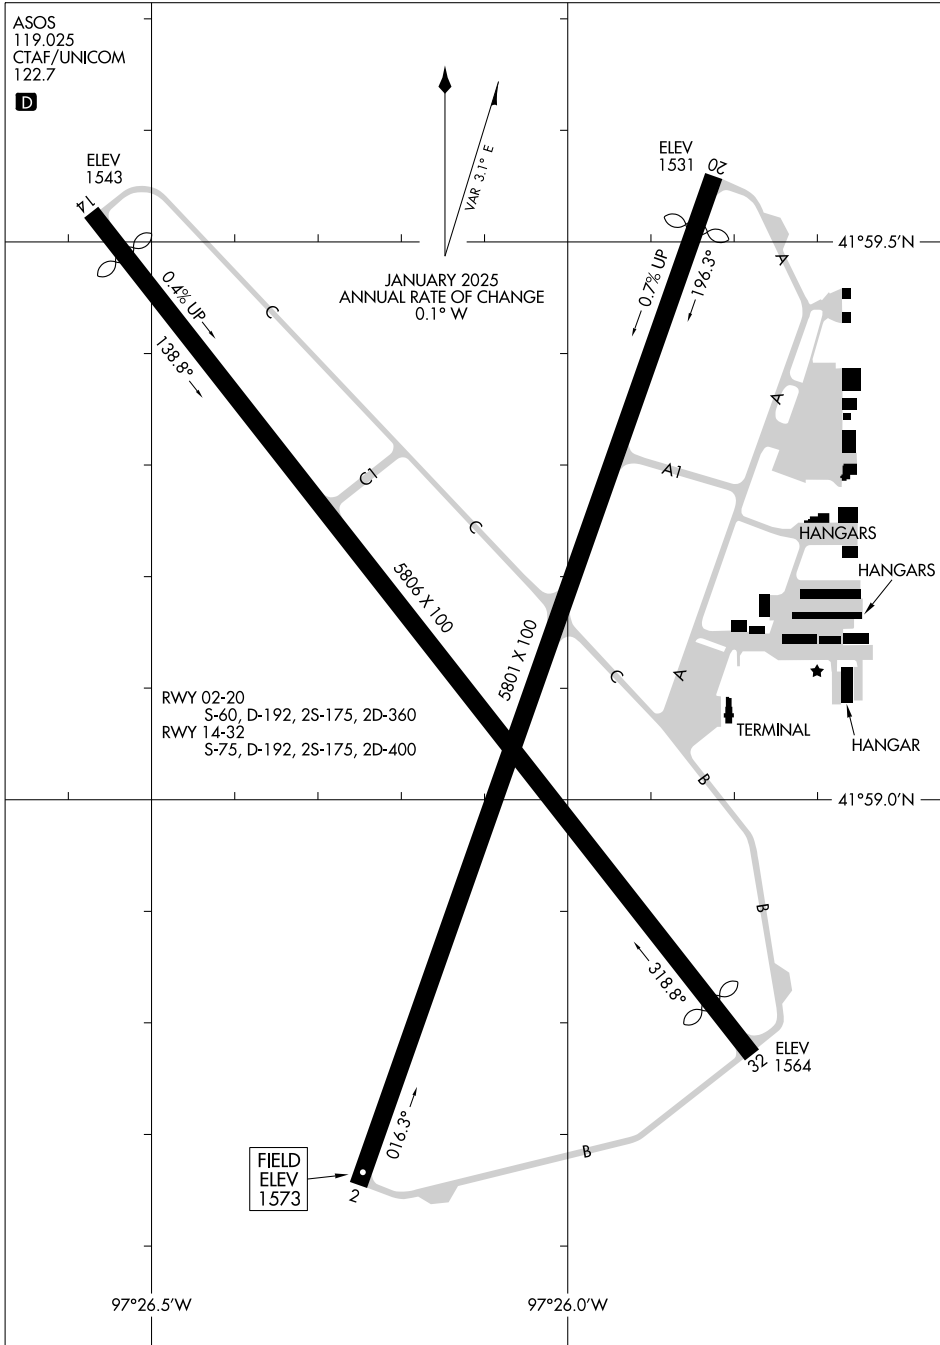 ASOS
119.025
CTAF/UNICOM
122.7
D
ELEV
1543
14
VAR 3.1° E
ELEV
1531
20
41°59.5'N
JANUARY 2025
ANNUAL RATE OF CHANGE
0.1° W
0.4% UP
138.8°
0.7% UP
196.3°
A
C
A
C1
A1
C
HANGARS
HANGARS
5806 X 100
5801 X 100
C
A
RWY 02-20
S-60, D-192, 2S-175, 2D-360
RWY 14-32
S-75, D-192, 2S-175, 2D-400
TERMINAL
HANGAR
B
41°59.0'N
B
318.8°
32
ELEV
1564
016.3°
B
FIELD
ELEV
1573
2
97°26.5'W
97°26.0'W